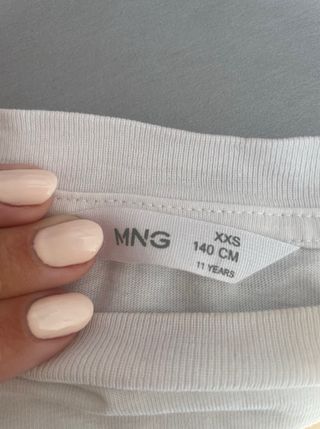 MNG
XXS
140 CM
11 YEARS